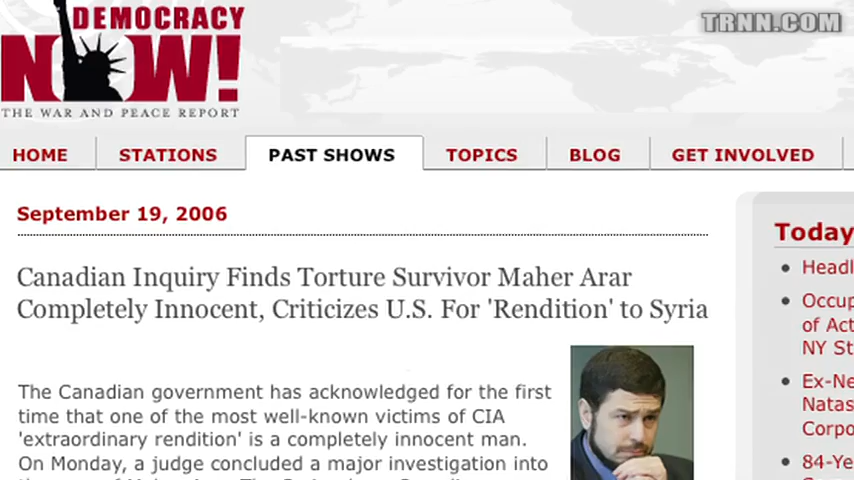 DEMOCRACY
NOW!
THE WAR AND PEACE REPORT
TRNN.COM
HOME
STATIONS
PAST SHOWS
TOPICS
BLOG
GET INVOLVED
September 19, 2006
Canadian Inquiry Finds Torture Survivor Maher Arar
Completely Innocent, Criticizes U.S. For 'Rendition' to Syria
The Canadian government has acknowledged for the first
time that one of the most well-known victims of CIA
'extraordinary rendition' is a completely innocent man.
On Monday, a judge concluded a major investigation into
Today
Headl
Occup
of Act
NY St
Ex-Ne
Natas
Corpo
84-Ye